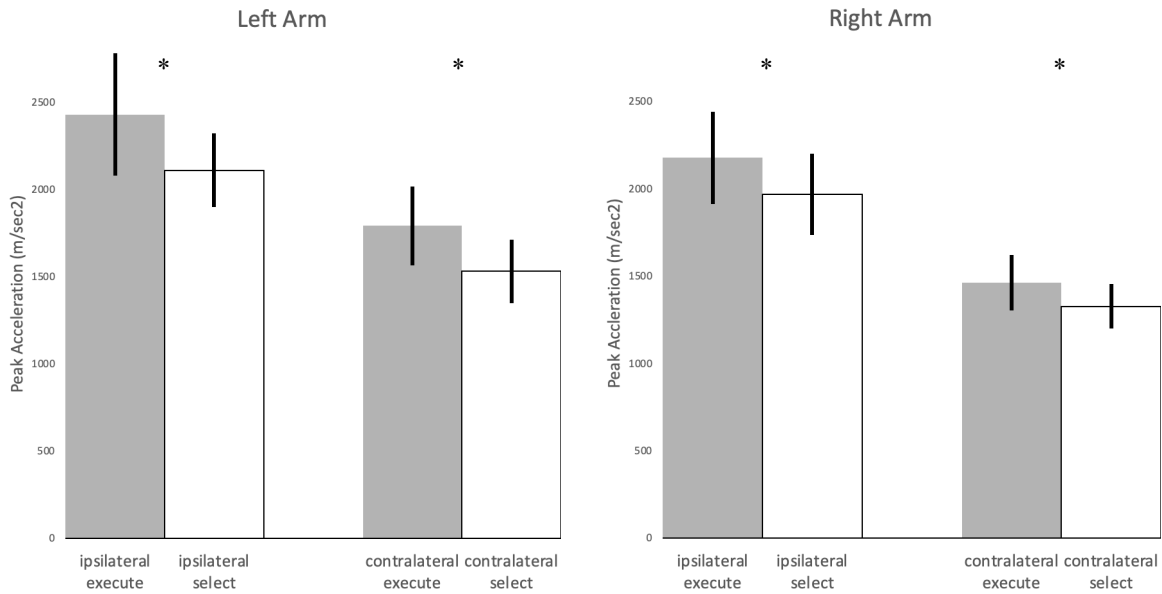 Left Arm
*
*
2500
2000
1500
1000
500
0
Peak Acceleration (m/sec2)
ipsilateral
execute
ipsilateral
select
contralateral
execute
contralateral
select
Right Arm
*
*
2500
2000
1500
1000
500
0
Peak Accleration (m/sec2)
ipsilateral
execute
ipsilateral
select
contralateral
execute
contralateral
select